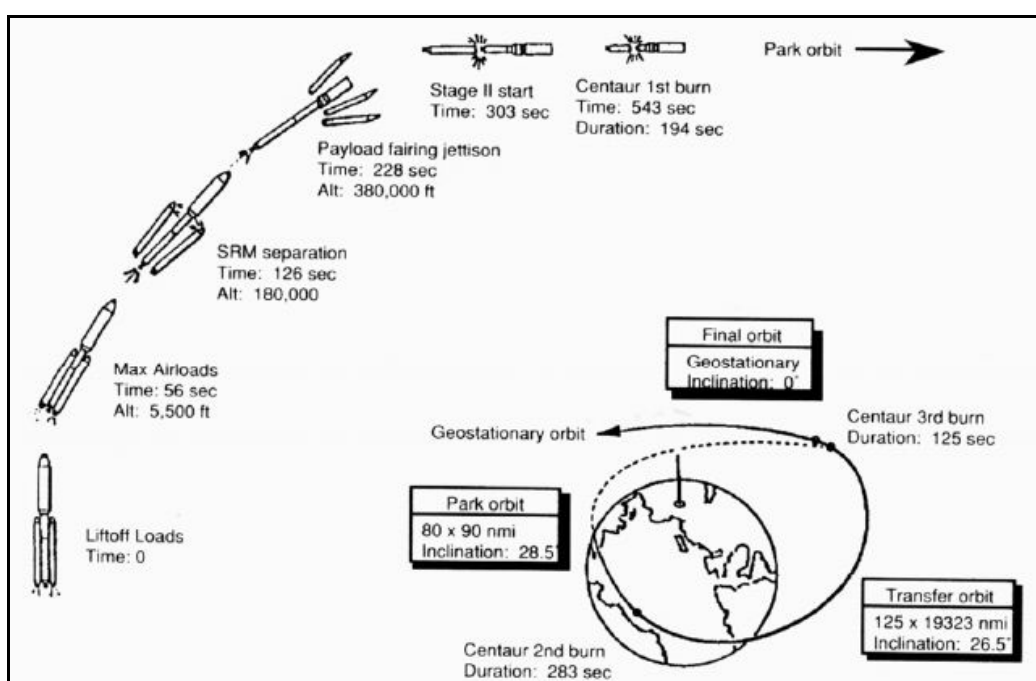 Stage II start
Time: 303 sec
Centaur 1st burn
Time: 543 sec
Duration: 194 sec
Park orbit
Payload fairing jettison
Time: 228 sec
Alt: 380,000 ft
SRM separation
Time: 126 sec
Alt: 180,000
Max Airloads
Time: 56 sec
Alt: 5,500 ft
Liftoff Loads
Time: 0
Final orbit
Geostationary
Inclination: 0°
Centaur 3rd burn
Duration: 125 sec
Geostationary orbit
Park orbit
80 x 90 nmi
Inclination: 28.5°
Transfer orbit
125 x 19323 nmi
Inclination: 26.5°
Centaur 2nd burn
Duration: 283 sec